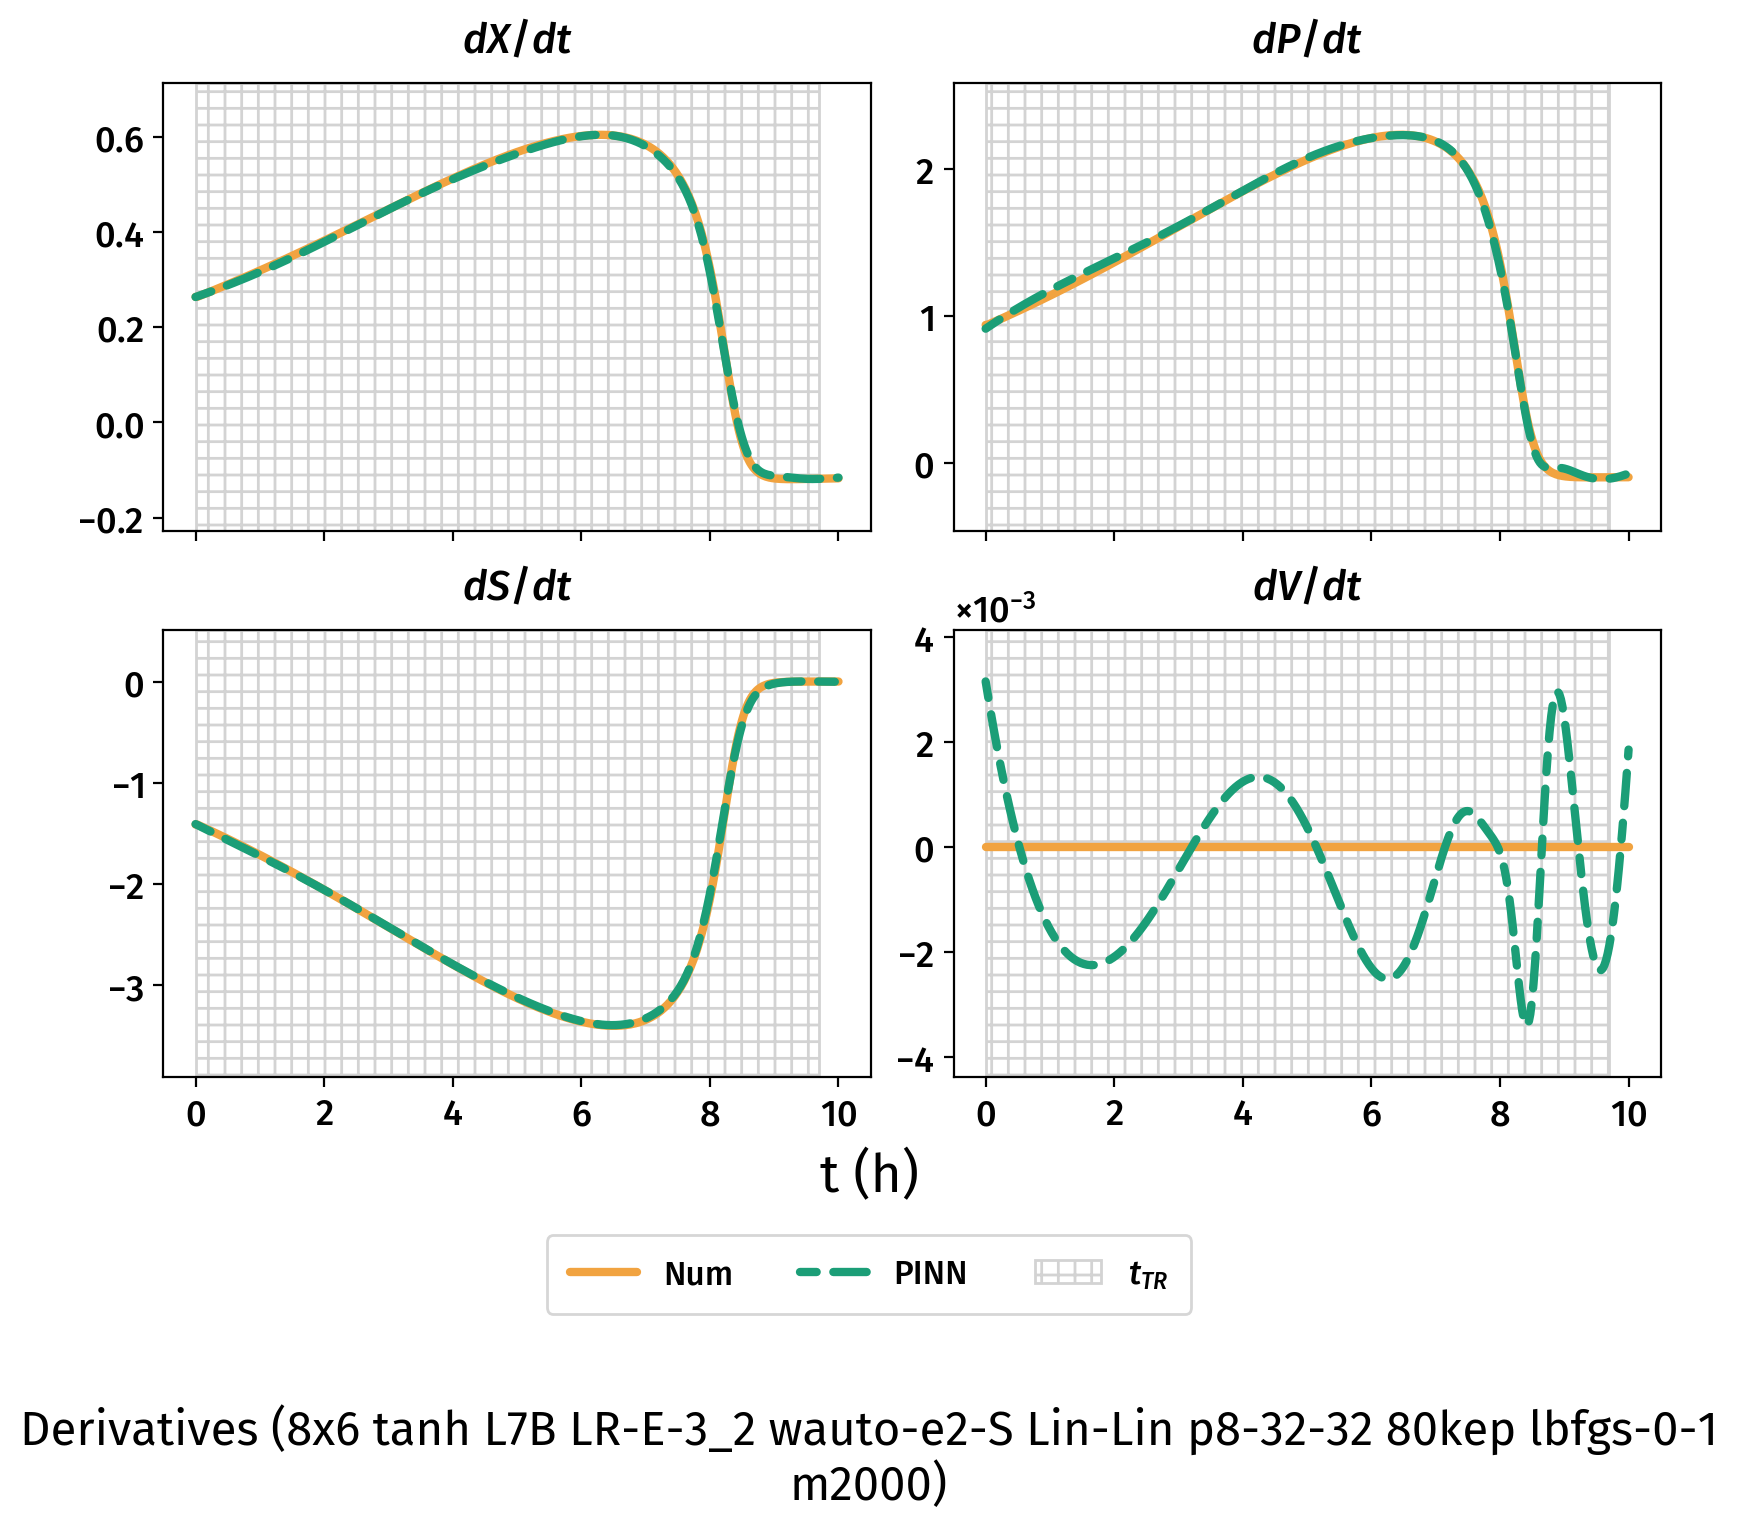 dX/dt
dP/dt
0.6
0.4
0.2
0.0
−0.2
2
1
0
dS/dt
dV/dt
×10⁻³
0
−1
−2
−3
4
2
0
−2
−4
0 2 4 6 8 10
0 2 4 6 8 10
t (h)
Num PINN t_TR
Derivatives (8x6 tanh L7B LR-E-3_2 wauto-e2-S Lin-Lin p8-32-32 80kep lbfgs-0-1
m2000)